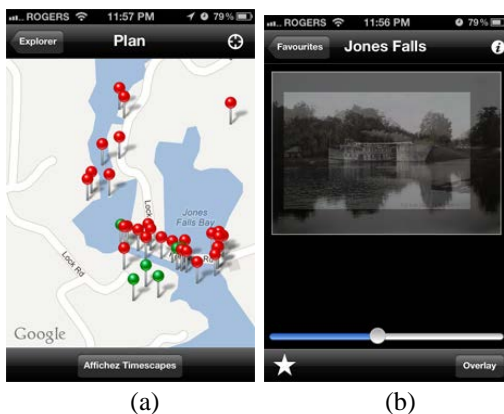 ROGERS 11:57 PM 79%
Explorer Plan
Jones
Falls Bay
Lock
Lock Rd
Rd
Google
Affichez Timescapes
(a)
ROGERS 11:56 PM 79%
Favourites Jones Falls
Overlay
(b)